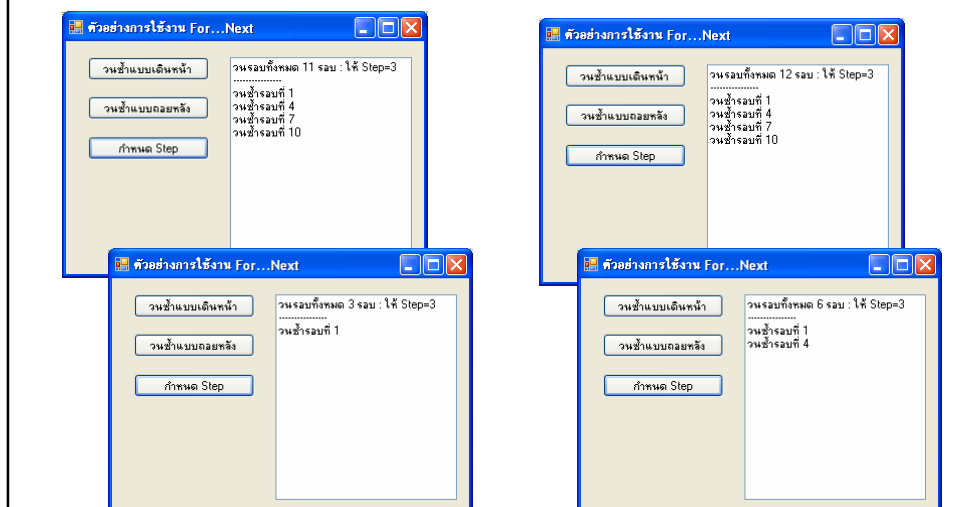 ตัวอย่างการใช้งาน For...Next
วนซ้ำแบบเดินหน้า
วนซ้ำแบบถอยหลัง
กำหนด Step
วนรอบทั้งหมด 11 รอบ : ให้ Step=3
---------------
วนซ้ำรอบที่ 1
วนซ้ำรอบที่ 4
วนซ้ำรอบที่ 7
วนซ้ำรอบที่ 10
ตัวอย่างการใช้งาน For...Next
วนซ้ำแบบเดินหน้า
วนซ้ำแบบถอยหลัง
กำหนด Step
วนรอบทั้งหมด 12 รอบ : ให้ Step=3
---------------
วนซ้ำรอบที่ 1
วนซ้ำรอบที่ 4
วนซ้ำรอบที่ 7
วนซ้ำรอบที่ 10
ตัวอย่างการใช้งาน For...Next
วนซ้ำแบบเดินหน้า
วนซ้ำแบบถอยหลัง
กำหนด Step
วนรอบทั้งหมด 3 รอบ : ให้ Step=3
---------------
วนซ้ำรอบที่ 1
ตัวอย่างการใช้งาน For...Next
วนซ้ำแบบเดินหน้า
วนซ้ำแบบถอยหลัง
กำหนด Step
วนรอบทั้งหมด 6 รอบ : ให้ Step=3
---------------
วนซ้ำรอบที่ 1
วนซ้ำรอบที่ 4